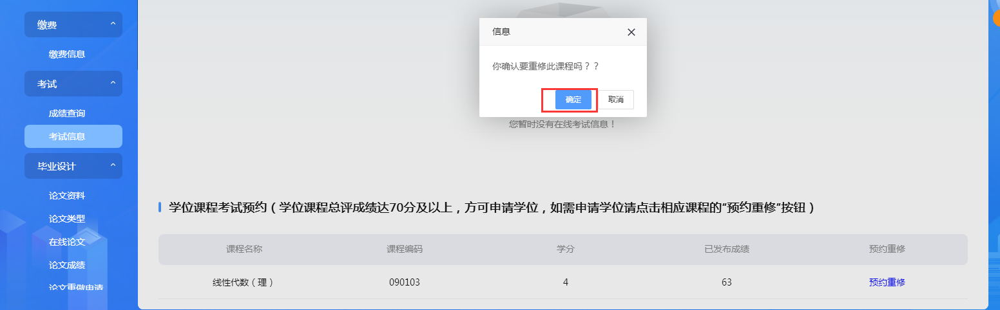 缴费
缴费信息
考试
成绩查询
考试信息
毕业设计
论文资料
论文类型
在线论文
论文成绩
论文重做申请
信息
你确认要重修此课程吗？？
确定
取消
您暂时没有在线考试信息！
学位课程考试预约（学位课程总评成绩达70分及以上，方可申请学位，如需申请学位请点击相应课程的“预约重修”按钮）
课程名称 课程编码 学分 已发布成绩 预约重修
线性代数（理） 090103 4 63 预约重修